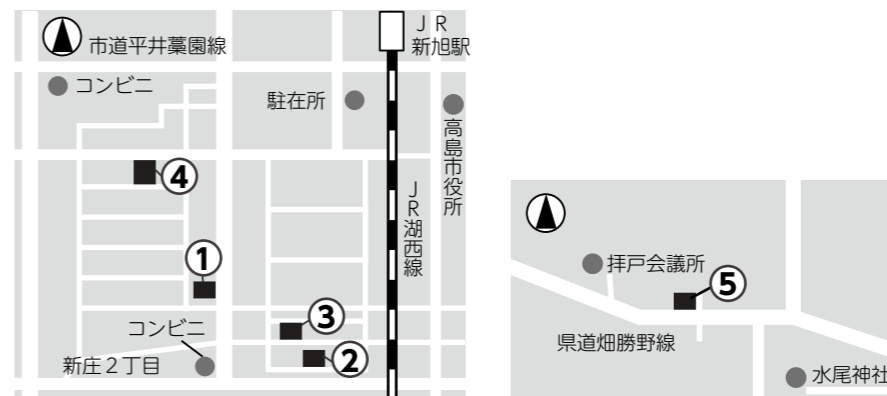 市道平井藁園線
ＪＲ
新旭駅
コンビニ
駐在所
高島市役所
ＪＲ湖西線
④
①
③
②
コンビニ
新庄２丁目
拝戸会議所
⑤
県道畑勝野線
水尾神社